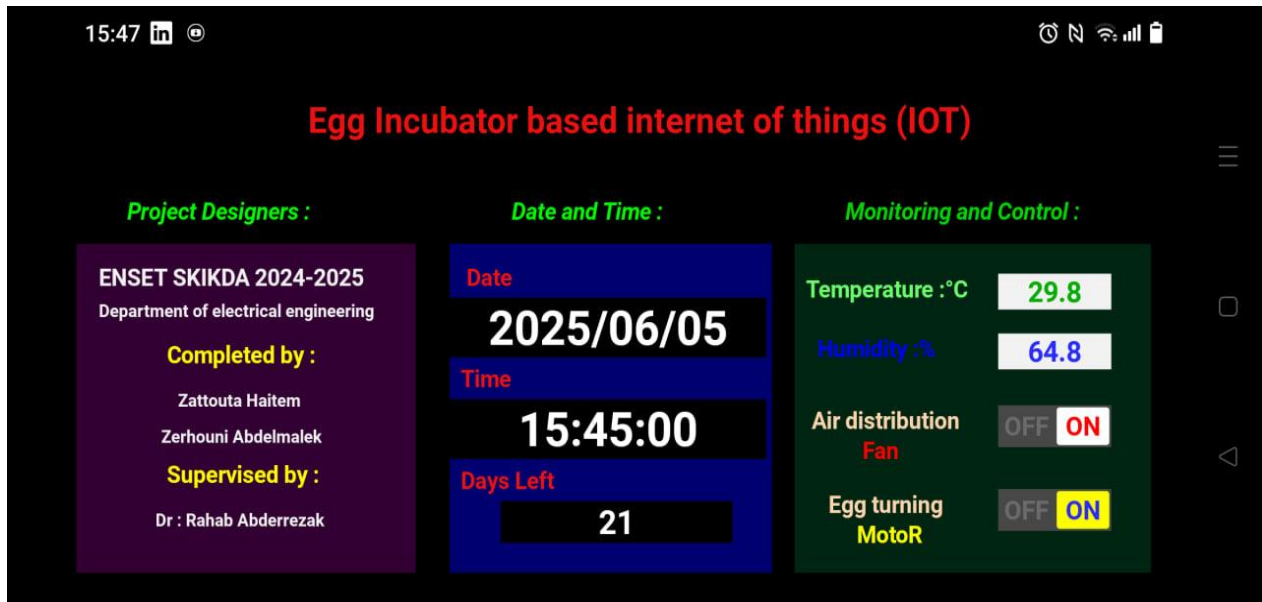 15:47 in
Egg Incubator based internet of things (IOT)
Project Designers :
ENSET SKIKDA 2024-2025
Department of electrical engineering
Completed by :
Zattouta Haitem
Zerhouni Abdelmalek
Supervised by :
Dr : Rahab Abderrezak
Date and Time :
Date
2025/06/05
Time
15:45:00
Days Left
21
Monitoring and Control :
Temperature :°C 29.8
Humidity :% 64.8
Air distribution
Fan
OFF ON
Egg turning
MotoR
OFF ON